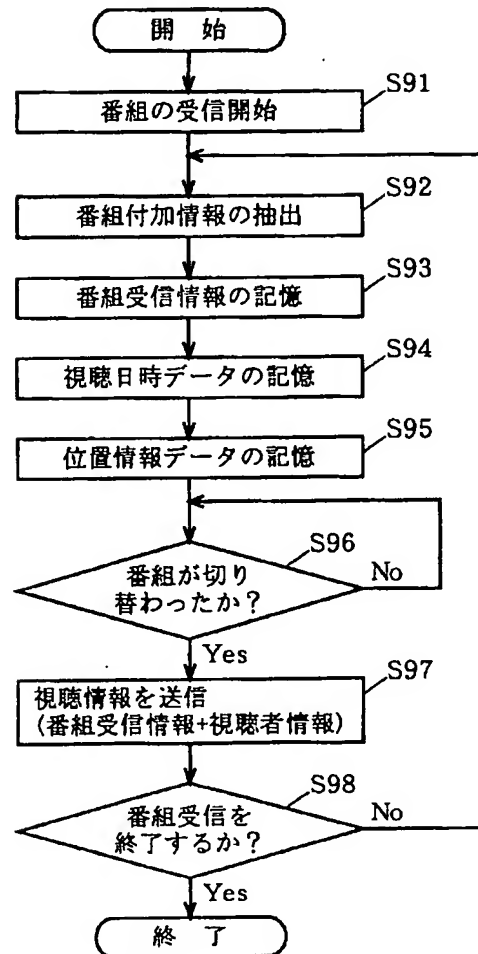 開 始
S91
番組の受信開始
S92
番組付加情報の抽出
S93
番組受信情報の記憶
S94
視聴日時データの記憶
S95
位置情報データの記憶
S96
番組が切り
替わったか?
No
Yes
S97
視聴情報を送信
(番組受信情報+視聴者情報)
S98
番組受信を
終了するか?
No
Yes
終 了